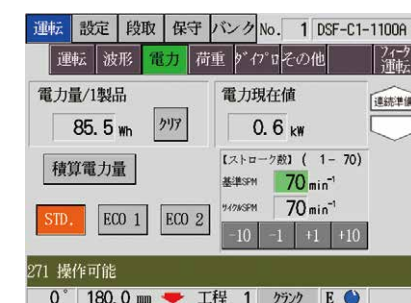 運転 設定 段取 保守 バンク No. 1 DSF-C1-1100A
運転 波形 電力 荷重 ダイプロ その他 フィーダ
運転
電力量/1製品 電力現在値
85.5 Wh クリア 0.6 kW
連続準備
積算電力量
【ストローク数】 ( 1- 70)
基準SPM 70 min⁻¹
サイクルSPM 70 min⁻¹
STD. ECO 1 ECO 2
-10 -1 +1 +10
271 操作可能
0° 180.0 mm 工程 1 クランク E